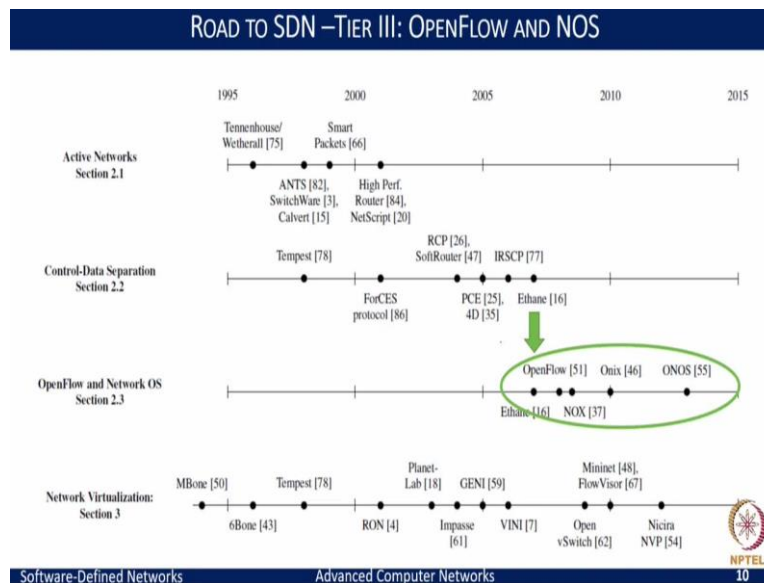 ROAD TO SDN –TIER III: OPENFLOW AND NOS
1995 2000 2005 2010 2015
Tennenhouse/
Wetherall [75]
Smart
Packets [66]
Active Networks
Section 2.1
ANTS [82],
SwitchWare [3],
Calvert [15]
High Perf.
Router [84],
NetScript [20]
RCP [26],
SoftRouter [47]
Tempest [78]
IRSCP [77]
Control-Data Separation
Section 2.2
ForCES
protocol [86]
PCE [25],
4D [35]
Ethane [16]
OpenFlow [51]
Onix [46]
ONOS [55]
OpenFlow and Network OS
Section 2.3
Ethane [16]
NOX [37]
MBone [50]
Tempest [78]
Planet-
Lab [18]
GENI [59]
Mininet [48],
FlowVisor [67]
Network Virtualization:
Section 3
6Bone [43]
RON [4]
Impasse
[61]
VINI [7]
Open
vSwitch [62]
Nicira
NVP [54]
NPTEL
Software-Defined Networks Advanced Computer Networks 10